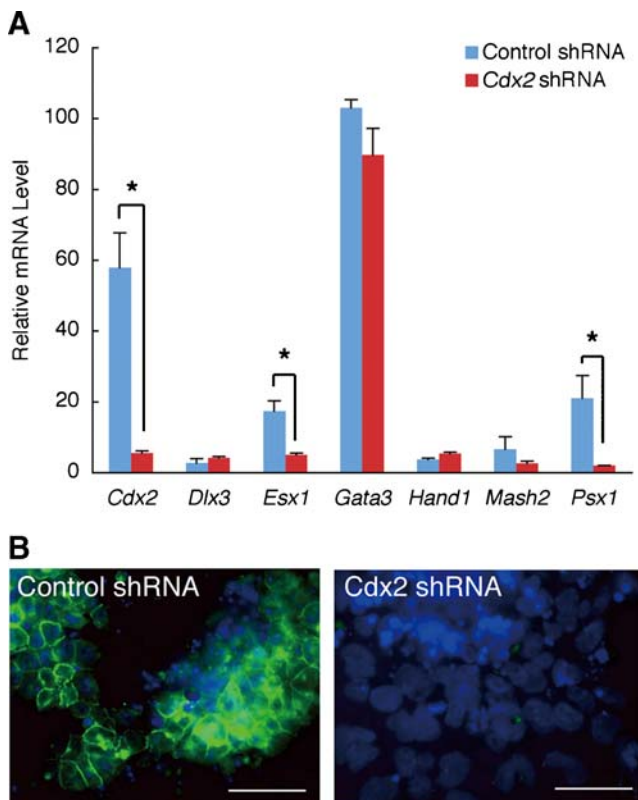 A
120
100
80
60
40
20
0
Relative mRNA Level
Control shRNA
Cdx2 shRNA
*
*
*
Cdx2 Dlx3 Esx1 Gata3 Hand1 Mash2 Psx1
B
Control shRNA
Cdx2 shRNA